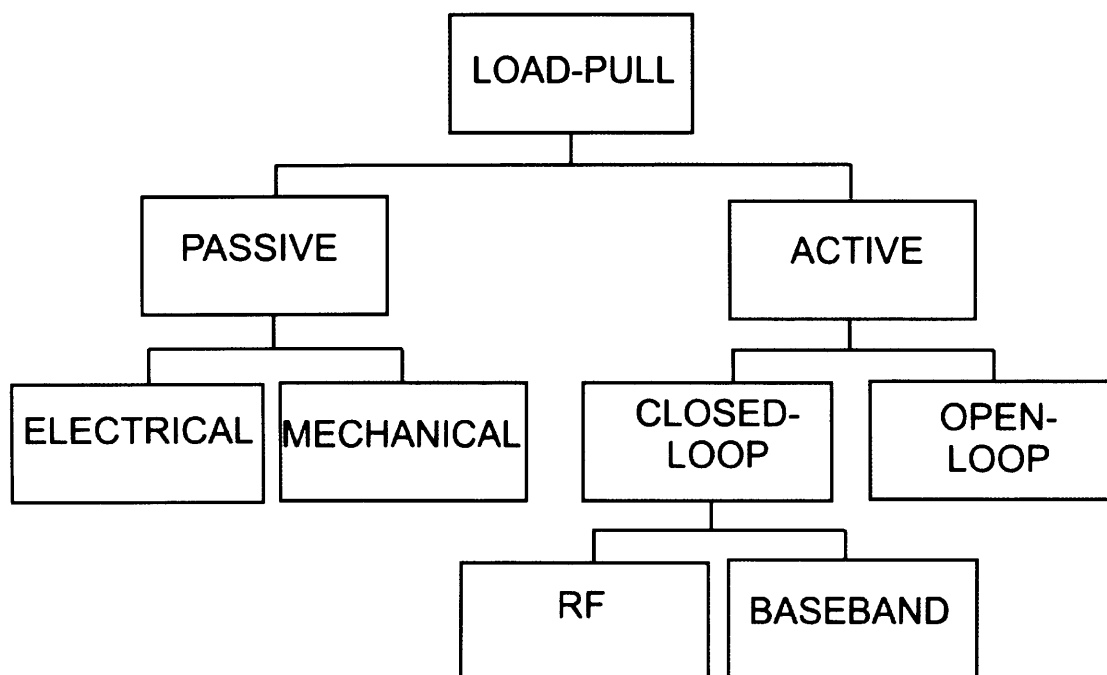 LOAD-PULL
PASSIVE
ACTIVE
ELECTRICAL
MECHANICAL
CLOSED-
LOOP
OPEN-
LOOP
RF
BASEBAND